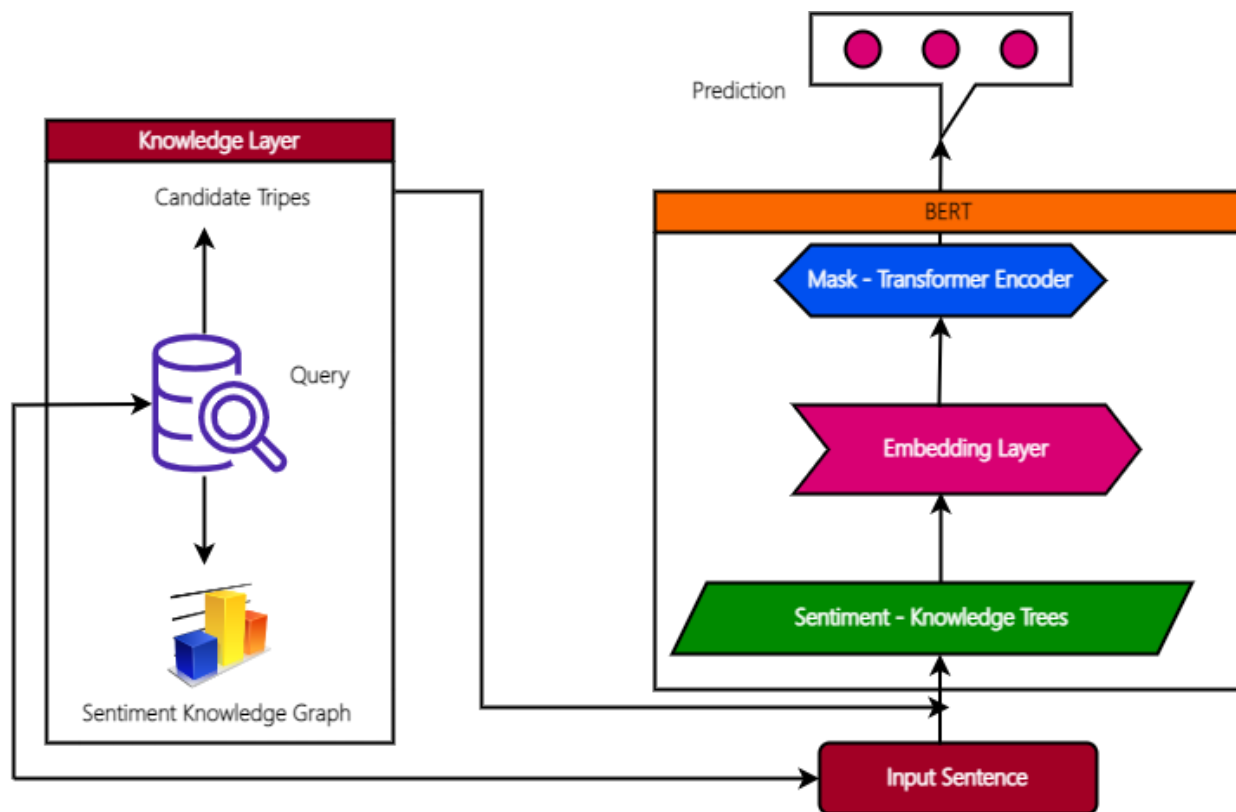 Prediction
Knowledge Layer
Candidate Tripes
Query
Sentiment Knowledge Graph
BERT
Mask - Transformer Encoder
Embedding Layer
Sentiment - Knowledge Trees
Input Sentence